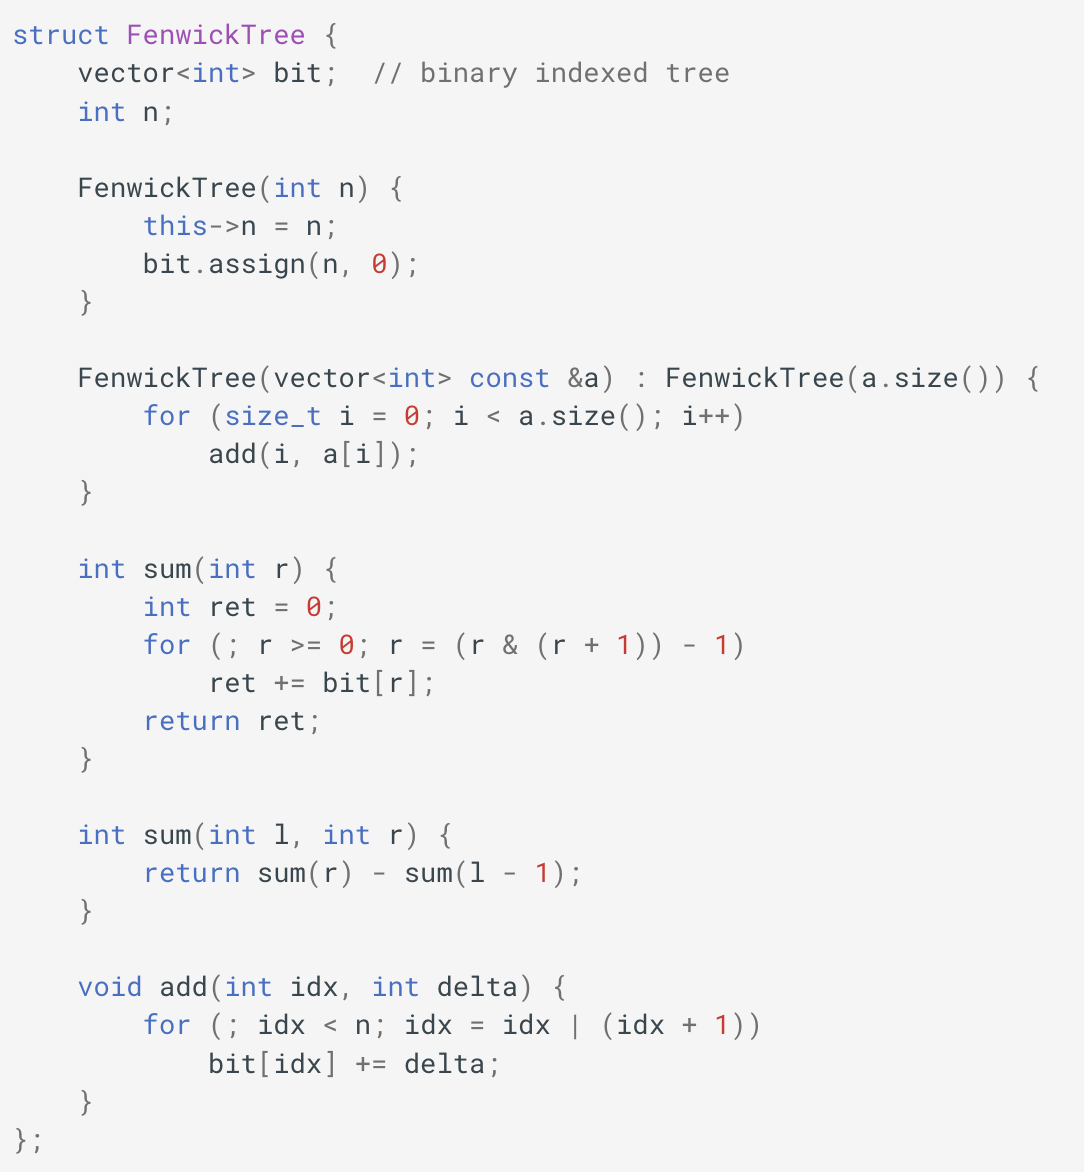 struct FenwickTree {
    vector<int> bit;  // binary indexed tree
    int n;

    FenwickTree(int n) {
        this->n = n;
        bit.assign(n, 0);
    }

    FenwickTree(vector<int> const &a) : FenwickTree(a.size()) {
        for (size_t i = 0; i < a.size(); i++)
            add(i, a[i]);
    }

    int sum(int r) {
        int ret = 0;
        for (; r >= 0; r = (r & (r + 1)) - 1)
            ret += bit[r];
        return ret;
    }

    int sum(int l, int r) {
        return sum(r) - sum(l - 1);
    }

    void add(int idx, int delta) {
        for (; idx < n; idx = idx | (idx + 1))
            bit[idx] += delta;
    }
};